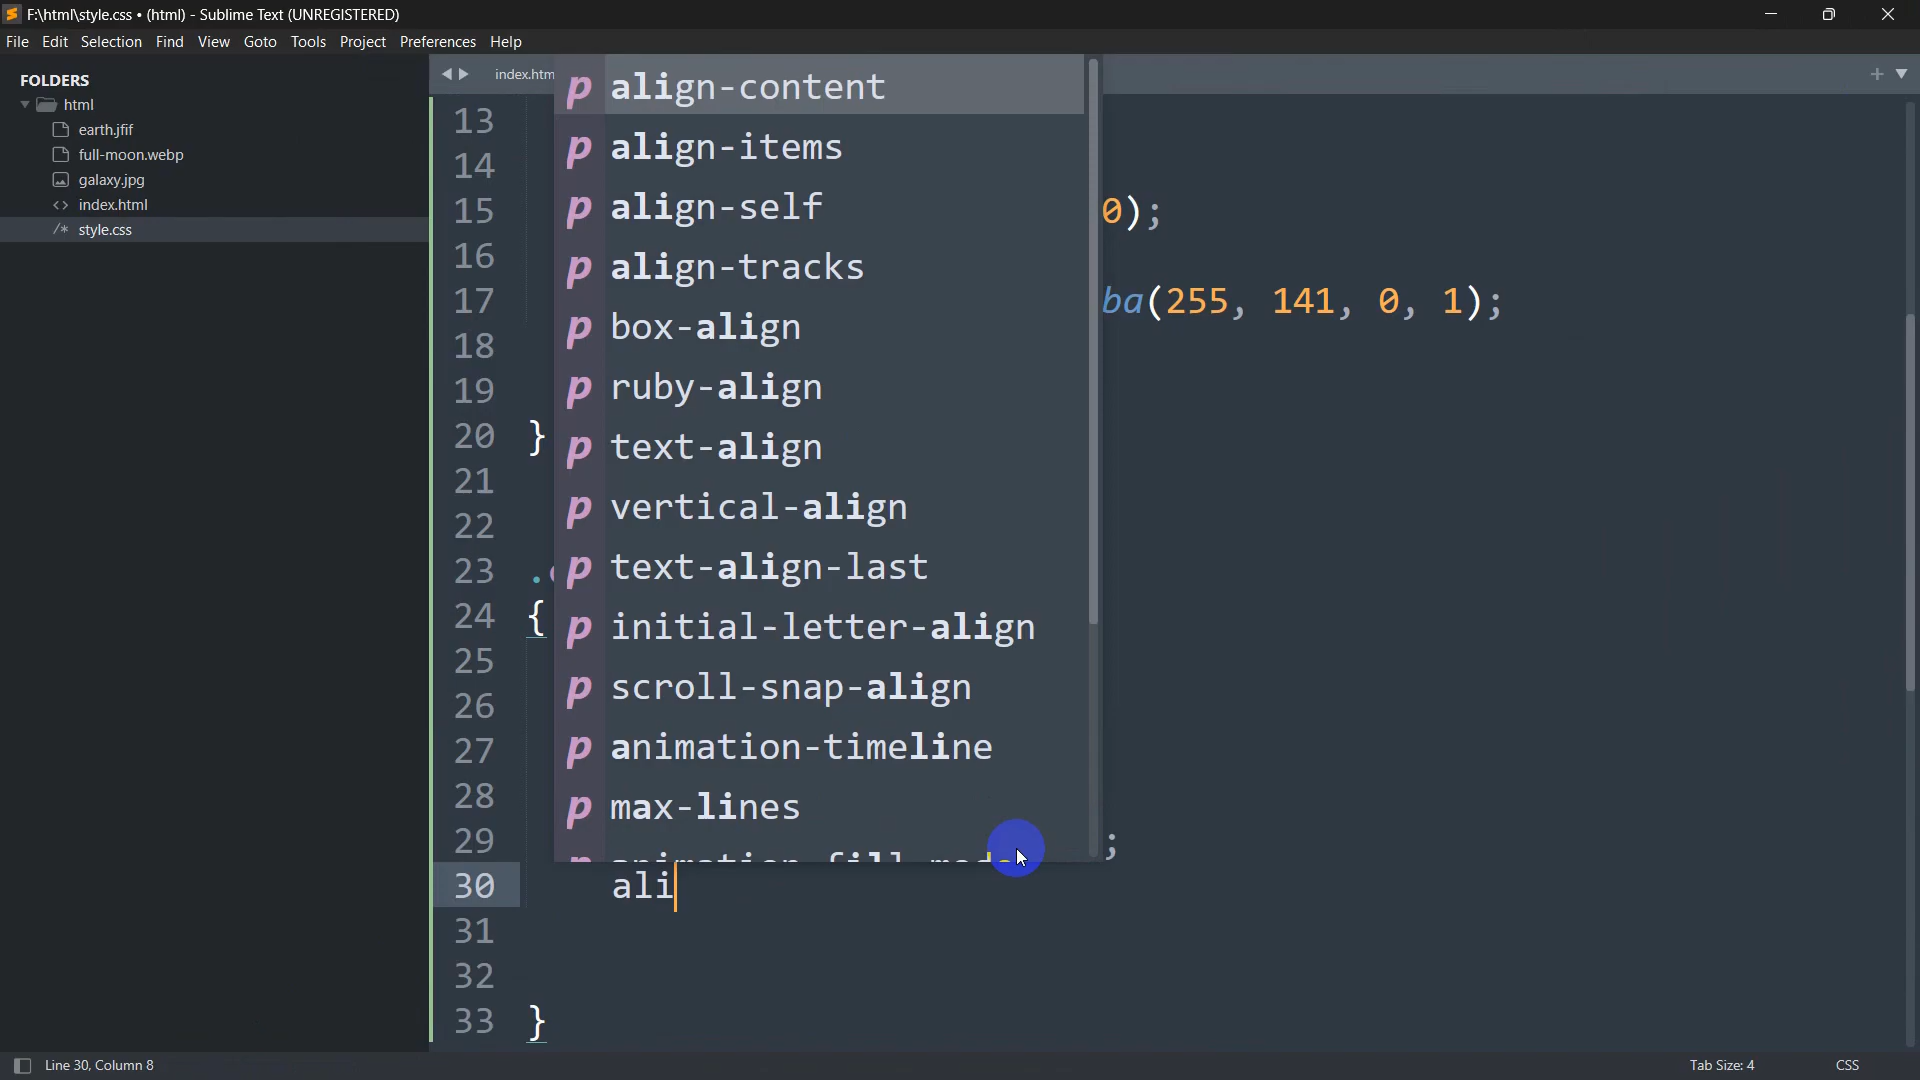 F:\html\style.css • (html) - Sublime Text (UNREGISTERED)
File Edit Selection Find View Goto Tools Project Preferences Help
FOLDERS
html
earth.jfif
full-moon.webp
galaxy.jpg
index.html
style.css
index.htm
13
14
15 0);
16
17 ba(255, 141, 0, 1);
18
19
20 }
21
22
23 .
24 {
25
26
27
28
29 ;
30 ali
31
32
33 }
p align-content
p align-items
p align-self
p align-tracks
p box-align
p ruby-align
p text-align
p vertical-align
p text-align-last
p initial-letter-align
p scroll-snap-align
p animation-timeline
p max-lines
Line 30, Column 8
Tab Size: 4
CSS